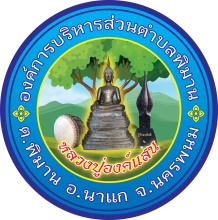 องค์การบริหารส่วนตำบลพิมาน
หลวงปู่องค์แสน
ต.พิมาน อ.นาแก จ.นครพนม